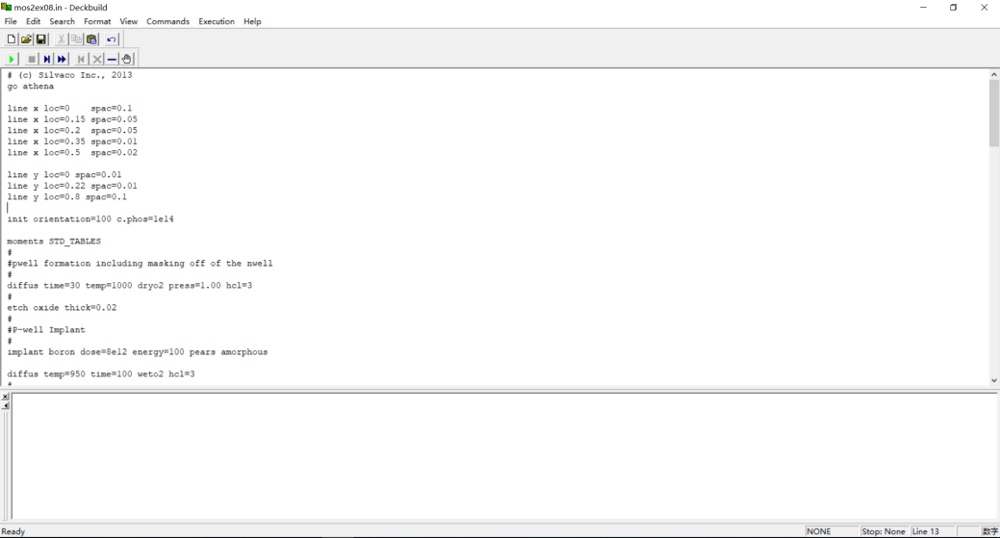 mos2ex08.in - Deckbuild
File Edit Search Format View Commands Execution Help
# (c) Silvaco Inc., 2013
go athena
line x loc=0    spac=0.1
line x loc=0.15 spac=0.05
line x loc=0.2  spac=0.05
line x loc=0.35 spac=0.01
line x loc=0.5  spac=0.02
line y loc=0 spac=0.01
line y loc=0.22 spac=0.01
line y loc=0.8 spac=0.1
init orientation=100 c.phos=1e14
moments STD_TABLES
#
#pwell formation including masking off of the nwell
#
diffus time=30 temp=1000 dryo2 press=1.00 hcl=3
#
etch oxide thick=0.02
#
#P-well Implant
#
implant boron dose=8e12 energy=100 pears amorphous
diffus temp=950 time=100 weto2 hcl=3
#
Ready NONE Stop: None Line 13 数字